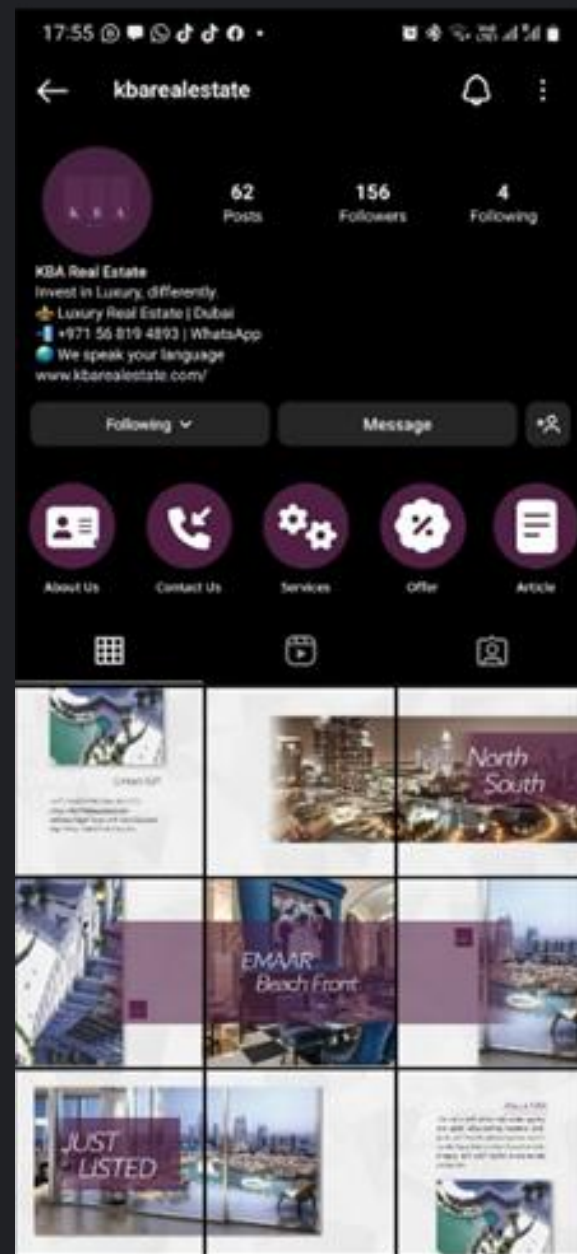 17:55
kbarealestate
K B A
62 156 4
Posts Followers Following
KBA Real Estate
Invest in Luxury, differently.
Luxury Real Estate | Dubai
+971 56 819 4893 | WhatsApp
We speak your language
www.kbarealestate.com/
Following Message
About Us Contact Us Services Offer Article
North
South
EMAAR
Beach Front
JUST
LISTED